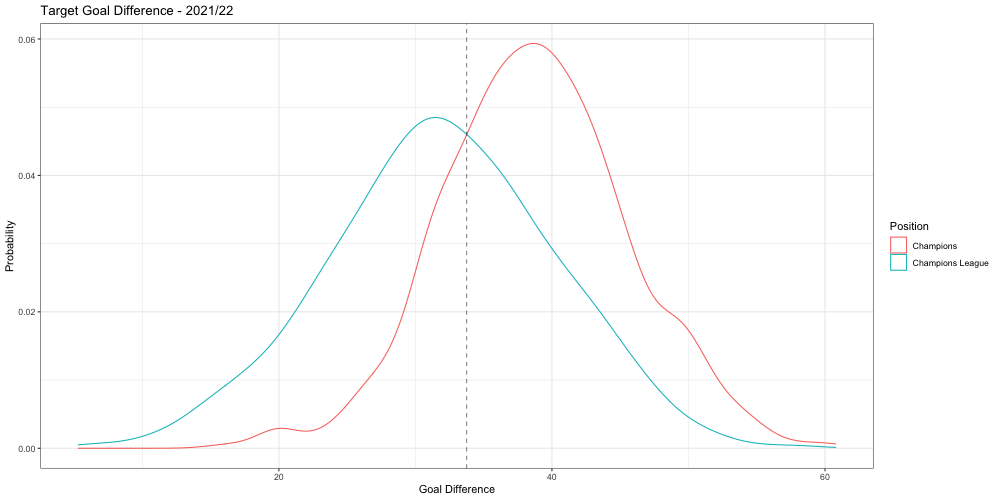 Target Goal Difference - 2021/22
Probability
0.06
0.04
0.02
0.00
20
40
60
Goal Difference
Position
Champions
Champions League